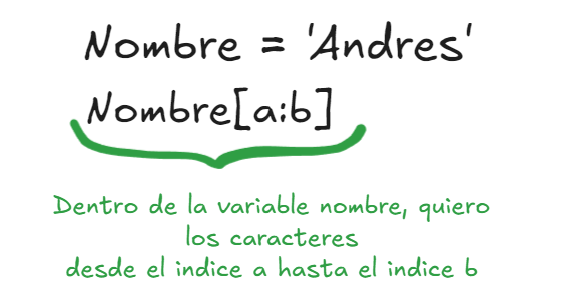 Nombre = 'Andres'
Nombre[a:b]
Dentro de la variable nombre, quiero
los caracteres
desde el indice a hasta el indice b